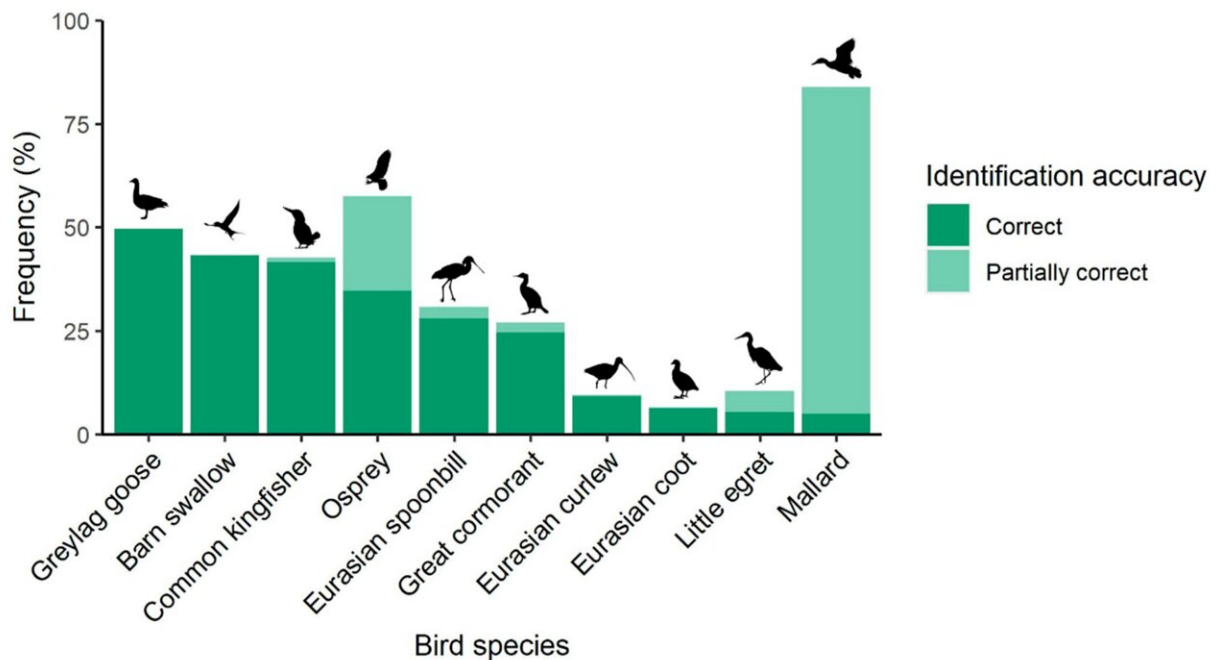 100
75
50
25
0
Frequency (%)
Greylag goose
Barn swallow
Common kingfisher
Osprey
Eurasian spoonbill
Great cormorant
Eurasian curlew
Eurasian coot
Little egret
Mallard
Bird species
Identification accuracy
Correct
Partially correct